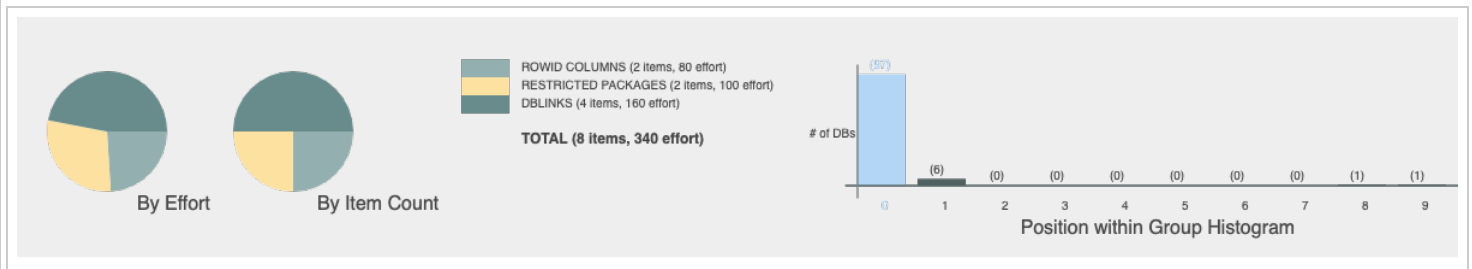 By Effort
By Item Count
ROWID COLUMNS (2 items, 80 effort)
RESTRICTED PACKAGES (2 items, 100 effort)
DBLINKS (4 items, 160 effort)
TOTAL (8 items, 340 effort)
# of DBs
(97) (6) (0) (0) (0) (0) (0) (0) (1) (1)
0 1 2 3 4 5 6 7 8 9
Position within Group Histogram